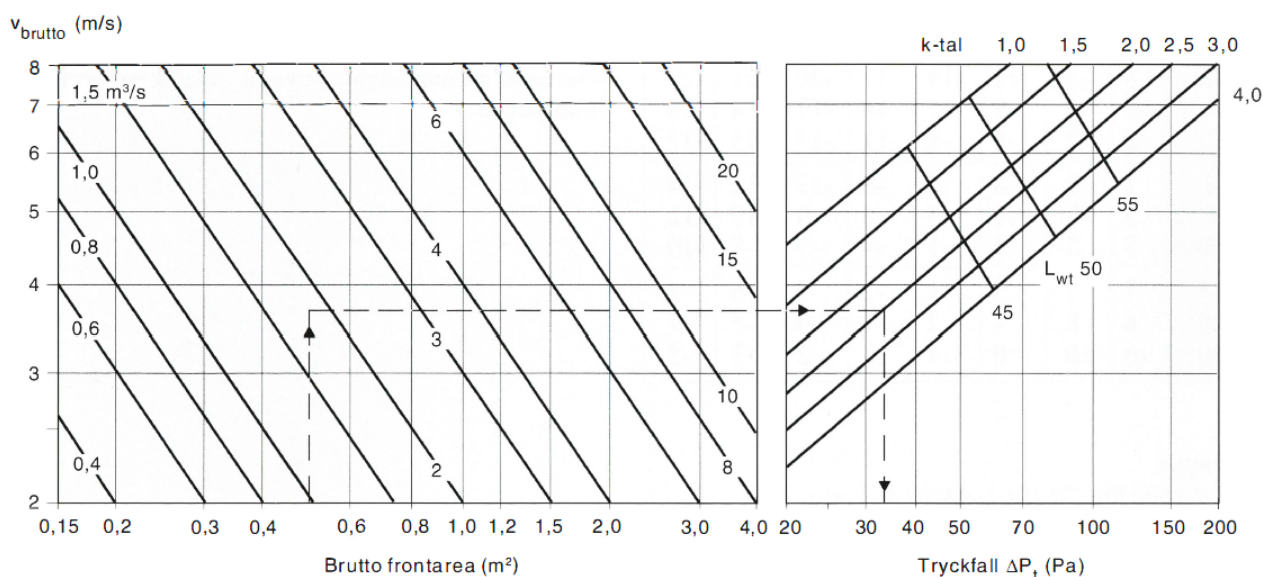 v_brutto (m/s)
k-tal 1,0 1,5 2,0 2,5 3,0
4,0
8
7
6
5
4
3
2
1,5 m³/s
1,0
0,8
0,6
0,4
6
4
3
2
20
15
10
8
55
L_wt 50
45
0,15 0,2 0,3 0,4 0,6 0,8 1,0 1,2 1,5 2,0 3,0 4,0
20 30 40 50 70 100 150 200
Brutto frontarea (m²)
Tryckfall ΔP_t (Pa)